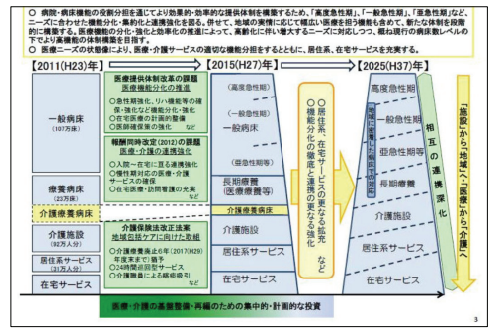 ○ 病院・病床機能の役割分担を通じてより効果的・効率的な提供体制を構築するため、「高度急性期」、「一般急性期」、「亜急性期」など、
ニーズに合わせた機能分化・集約化と連携強化を図る。併せて、地域の実情に応じて幅広い医療を担う機能も含めて、新たな体制を段階
的に構築する。医療機能の分化・強化と効率化の推進によって、高齢化に伴い増大するニーズに対応しつつ、概ね現行の病床数レベルの
下でより高機能の体制構築を目指す。
○ 医療ニーズの状態像により、医療・介護サービスの適切な機能分担をするとともに、居住系、在宅サービスを充実する。
【2011(H23)年】
一般病床
(107万床)
療養病床
(23万床)
介護療養病床
介護施設
(92万人分)
居住系サービス
(31万人分)
在宅サービス
医療提供体制改革の課題
医療機能分化の推進
○急性期強化、リハ機能等の確
保・強化など機能分化・強化
○在宅医療の計画的整備
○医師確保策の強化 など
報酬同時改定(2012)の課題
医療・介護の連携強化
○入院~在宅に亘る連携強化
○慢性期対応の医療・介護サ
ービスの確保
○在宅医療・訪問看護の充実
など
介護保険法改正法案
地域包括ケアに向けた取組
○介護療養廃止6年(2017(H29)
年度末まで)猶予
○24時間巡回型サービス
○介護職員による喀痰吸引
など
【2015(H27)年】
(高度急性期)
(一般急性期)
一般病床
(亜急性期等)
長期療養
(医療療養等)
介護療養病床
介護施設
居住系サービス
在宅サービス
○居住系、在宅サービスの更なる拡充
○機能分化の徹底と連携の更なる強化
など
【2025(H37)年】
高度急性期
一般急性期
亜急性期等
長期療養
介護施設
居住系サービス
在宅サービス
地域に密着した病床での対応
相互の連携深化
「施設」から「地域」へ・「医療」から「介護」へ
医療・介護の基盤整備・再編のための集中的・計画的な投資
3